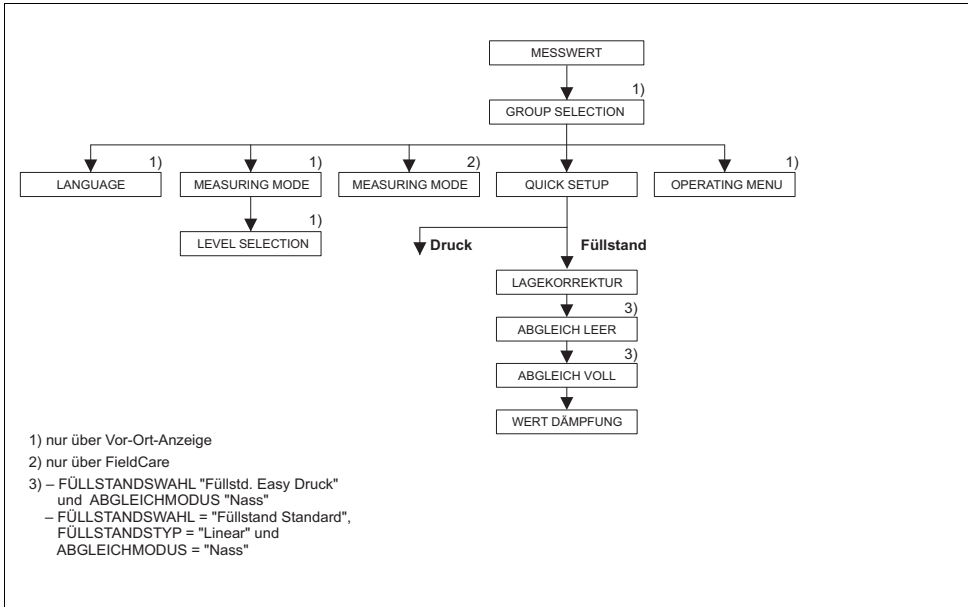 MESSWERT
1)
GROUP SELECTION
1)
1)
2)
1)
LANGUAGE
MEASURING MODE
MEASURING MODE
QUICK SETUP
OPERATING MENU
1)
LEVEL SELECTION
Druck
Füllstand
LAGEKORREKTUR
3)
ABGLEICH LEER
3)
ABGLEICH VOLL
WERT DÄMPFUNG
1) nur über Vor-Ort-Anzeige
2) nur über FieldCare
3) – FÜLLSTANDSWAHL "Füllstd. Easy Druck"
und ABGLEICHMODUS "Nass"
– FÜLLSTANDSWAHL = "Füllstand Standard",
FÜLLSTANDSTYP = "Linear" und
ABGLEICHMODUS = "Nass"